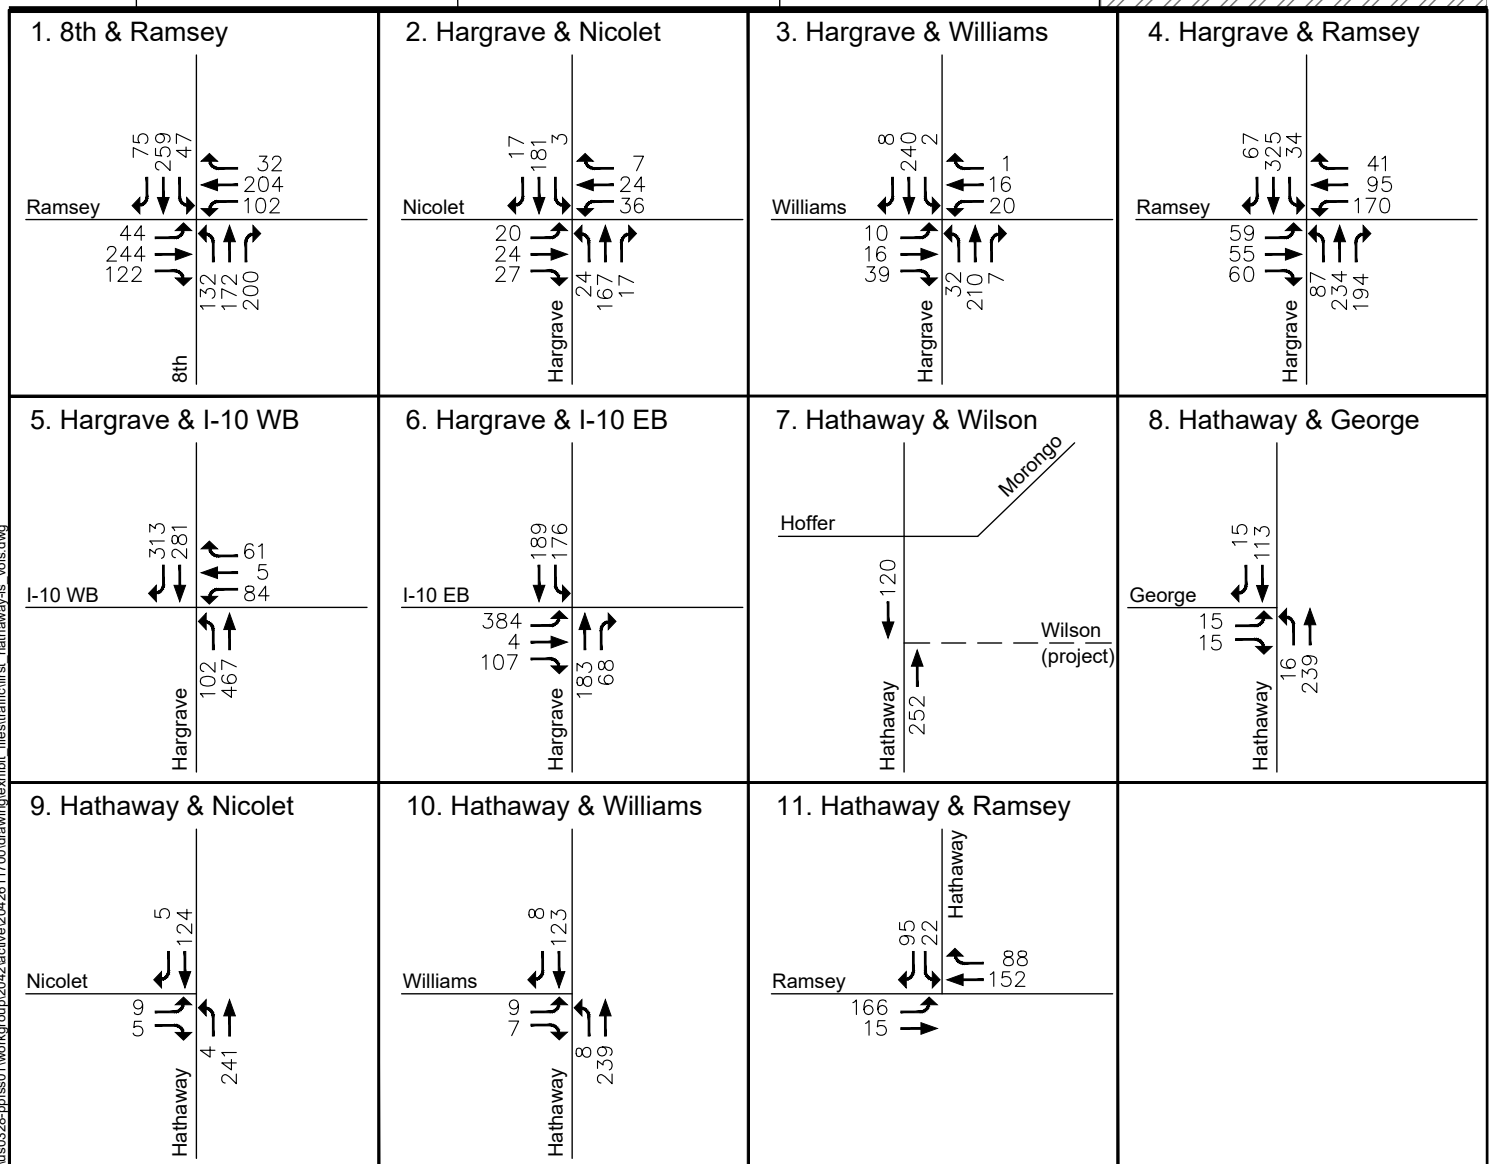 1. 8th & Ramsey
75
259
47
32
204
102
Ramsey
44
244
122
132
172
200
8th
2. Hargrave & Nicolet
17
181
3
7
24
36
Nicolet
20
24
27
24
167
17
Hargrave
3. Hargrave & Williams
8
240
2
1
16
20
Williams
10
16
39
32
210
7
Hargrave
4. Hargrave & Ramsey
67
325
34
41
95
170
Ramsey
59
55
60
87
234
194
Hargrave
5. Hargrave & I-10 WB
313
281
61
5
84
I-10 WB
102
467
Hargrave
6. Hargrave & I-10 EB
189
176
I-10 EB
384
4
107
183
68
Hargrave
7. Hathaway & Wilson
Morongo
Hoffer
120
Wilson
(project)
252
Hathaway
8. Hathaway & George
15
113
George
15
15
16
239
Hathaway
9. Hathaway & Nicolet
5
124
Nicolet
9
5
4
241
Hathaway
10. Hathaway & Williams
8
123
Williams
9
7
8
239
Hathaway
11. Hathaway & Ramsey
Hathaway
95
22
88
152
Ramsey
166
15